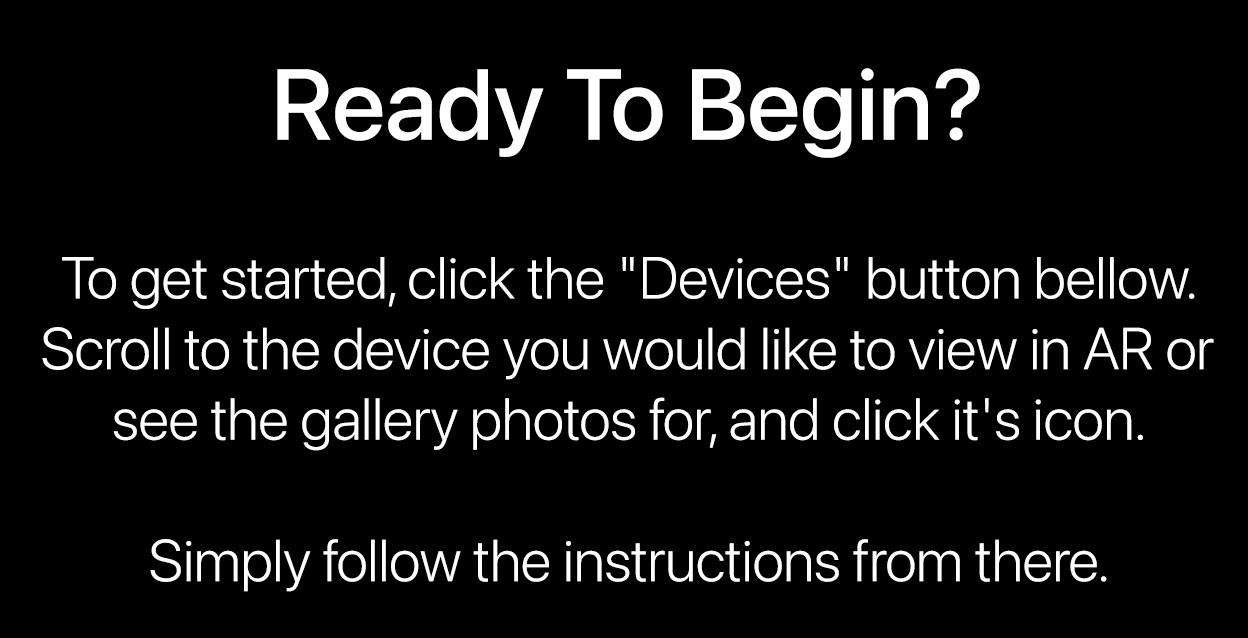 Ready To Begin?
To get started, click the "Devices" button bellow.
Scroll to the device you would like to view in AR or
see the gallery photos for, and click it's icon.
Simply follow the instructions from there.